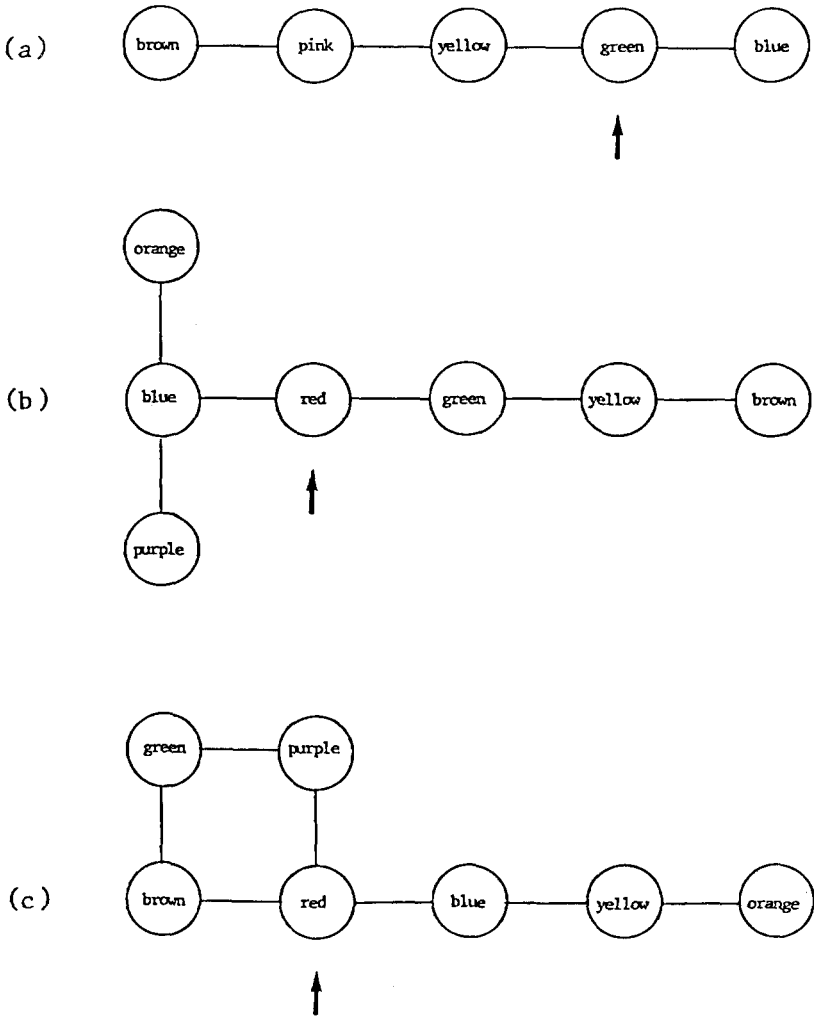 (a) brown pink yellow green blue
orange
(b) blue red green yellow brown
purple
green purple
(c) brown red blue yellow orange